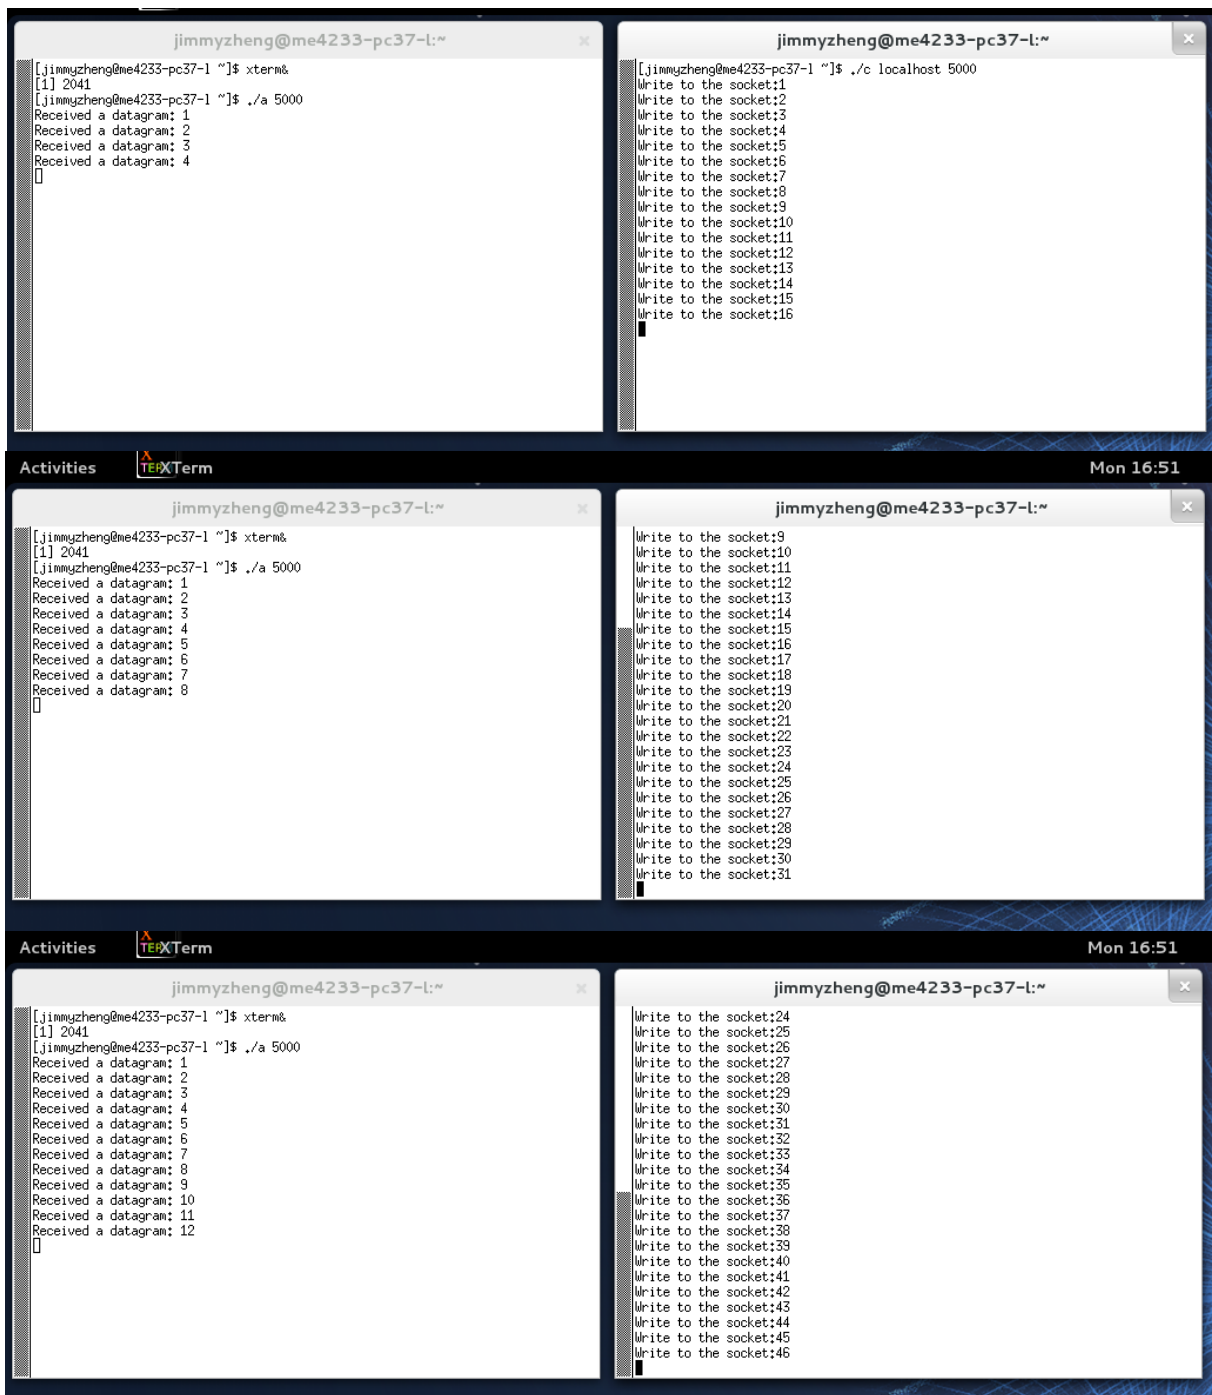 jimmyzheng@me4233-pc37-l:~
[jimmyzheng@me4233-pc37-l ~]$ xterm&
[1] 2041
[jimmyzheng@me4233-pc37-l ~]$ ./a 5000
Received a datagram: 1
Received a datagram: 2
Received a datagram: 3
Received a datagram: 4
jimmyzheng@me4233-pc37-l:~
[jimmyzheng@me4233-pc37-l ~]$ ./c localhost 5000
Write to the socket:1
Write to the socket:2
Write to the socket:3
Write to the socket:4
Write to the socket:5
Write to the socket:6
Write to the socket:7
Write to the socket:8
Write to the socket:9
Write to the socket:10
Write to the socket:11
Write to the socket:12
Write to the socket:13
Write to the socket:14
Write to the socket:15
Write to the socket:16
Activities XTerm Mon 16:51
jimmyzheng@me4233-pc37-l:~
[jimmyzheng@me4233-pc37-l ~]$ xterm&
[1] 2041
[jimmyzheng@me4233-pc37-l ~]$ ./a 5000
Received a datagram: 1
Received a datagram: 2
Received a datagram: 3
Received a datagram: 4
Received a datagram: 5
Received a datagram: 6
Received a datagram: 7
Received a datagram: 8
jimmyzheng@me4233-pc37-l:~
Write to the socket:9
Write to the socket:10
Write to the socket:11
Write to the socket:12
Write to the socket:13
Write to the socket:14
Write to the socket:15
Write to the socket:16
Write to the socket:17
Write to the socket:18
Write to the socket:19
Write to the socket:20
Write to the socket:21
Write to the socket:22
Write to the socket:23
Write to the socket:24
Write to the socket:25
Write to the socket:26
Write to the socket:27
Write to the socket:28
Write to the socket:29
Write to the socket:30
Write to the socket:31
Activities XTerm Mon 16:51
jimmyzheng@me4233-pc37-l:~
[jimmyzheng@me4233-pc37-l ~]$ xterm&
[1] 2041
[jimmyzheng@me4233-pc37-l ~]$ ./a 5000
Received a datagram: 1
Received a datagram: 2
Received a datagram: 3
Received a datagram: 4
Received a datagram: 5
Received a datagram: 6
Received a datagram: 7
Received a datagram: 8
Received a datagram: 9
Received a datagram: 10
Received a datagram: 11
Received a datagram: 12
jimmyzheng@me4233-pc37-l:~
Write to the socket:24
Write to the socket:25
Write to the socket:26
Write to the socket:27
Write to the socket:28
Write to the socket:29
Write to the socket:30
Write to the socket:31
Write to the socket:32
Write to the socket:33
Write to the socket:34
Write to the socket:35
Write to the socket:36
Write to the socket:37
Write to the socket:38
Write to the socket:39
Write to the socket:40
Write to the socket:41
Write to the socket:42
Write to the socket:43
Write to the socket:44
Write to the socket:45
Write to the socket:46